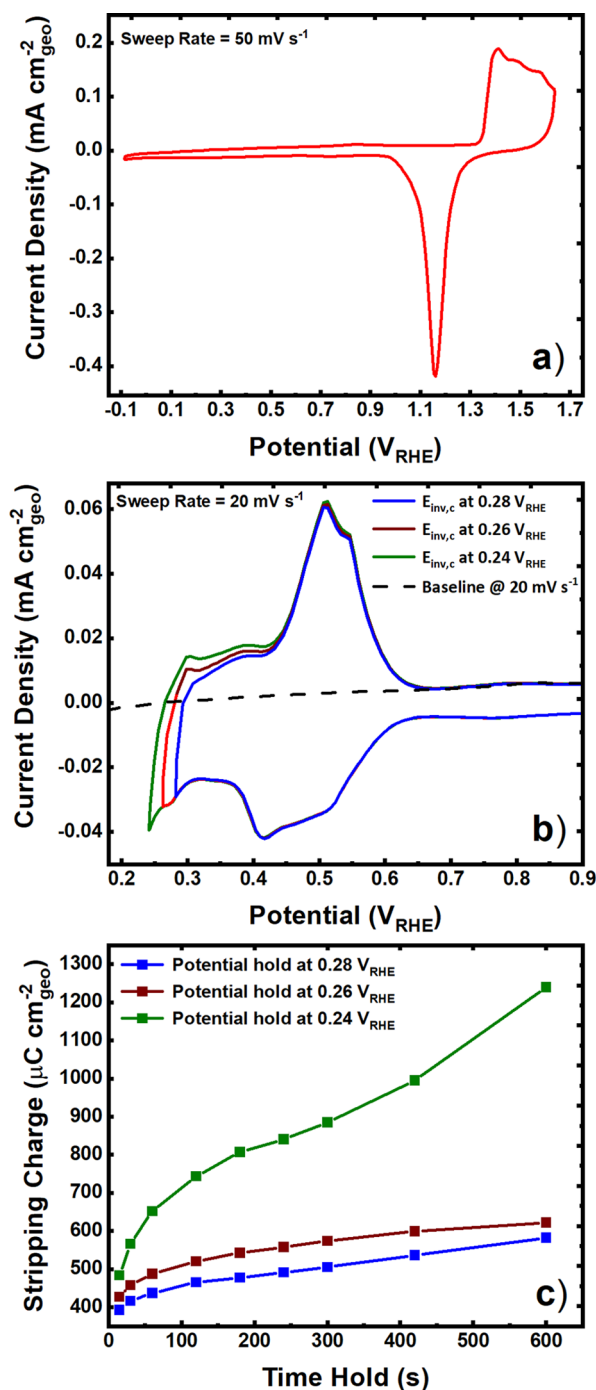 Sweep Rate = 50 mV s⁻¹
Current Density (mA cm⁻²geo)
0.2
0.1
0.0
-0.1
-0.2
-0.3
-0.4
a)
-0.1 0.1 0.3 0.5 0.7 0.9 1.1 1.3 1.5 1.7
Potential (VRHE)
Sweep Rate = 20 mV s⁻¹
Einv,c at 0.28 VRHE
Einv,c at 0.26 VRHE
Einv,c at 0.24 VRHE
Baseline @ 20 mV s⁻¹
Current Density (mA cm⁻²geo)
0.06
0.04
0.02
0.00
-0.02
-0.04
b)
0.2 0.3 0.4 0.5 0.6 0.7 0.8 0.9
Potential (VRHE)
Potential hold at 0.28 VRHE
Potential hold at 0.26 VRHE
Potential hold at 0.24 VRHE
Stripping Charge (µC cm⁻²geo)
1300
1200
1100
1000
900
800
700
600
500
400
c)
0 100 200 300 400 500 600
Time Hold (s)